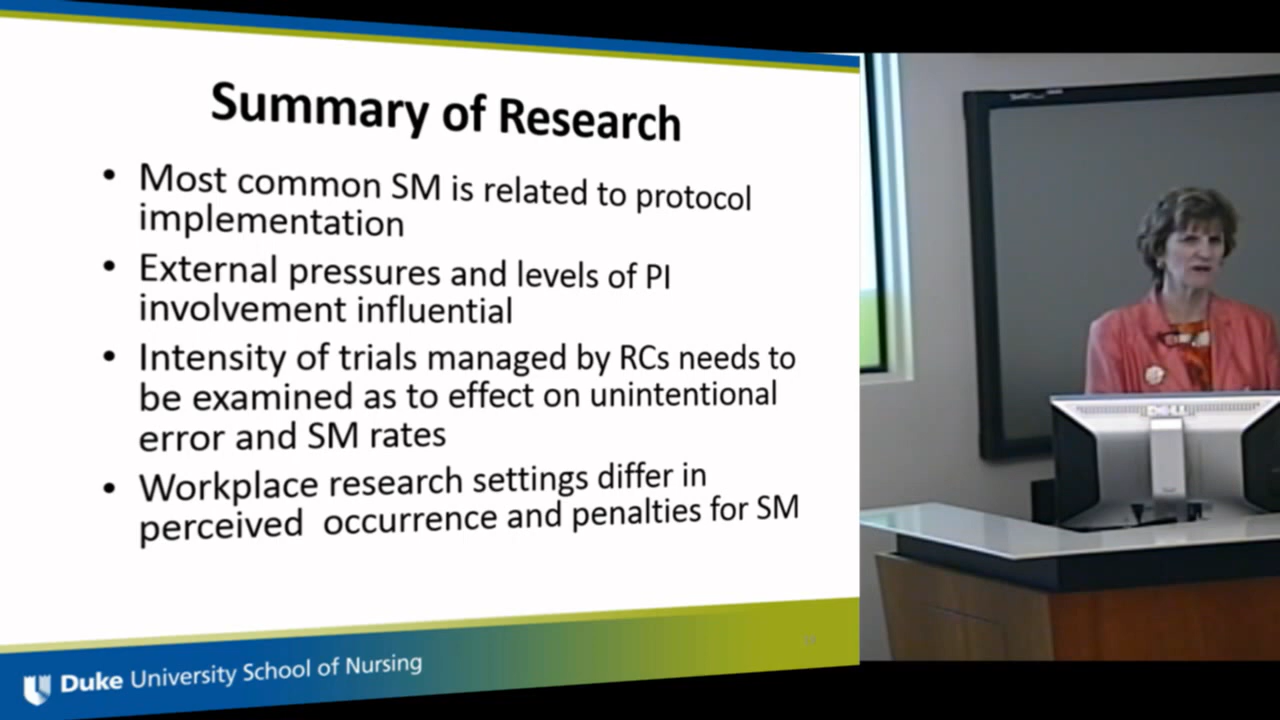 Summary of Research
• Most common SM is related to protocol
implementation
• External pressures and levels of PI
involvement influential
• Intensity of trials managed by RCs needs to
be examined as to effect on unintentional
error and SM rates
• Workplace research settings differ in
perceived occurrence and penalties for SM
Duke University School of Nursing
DELL